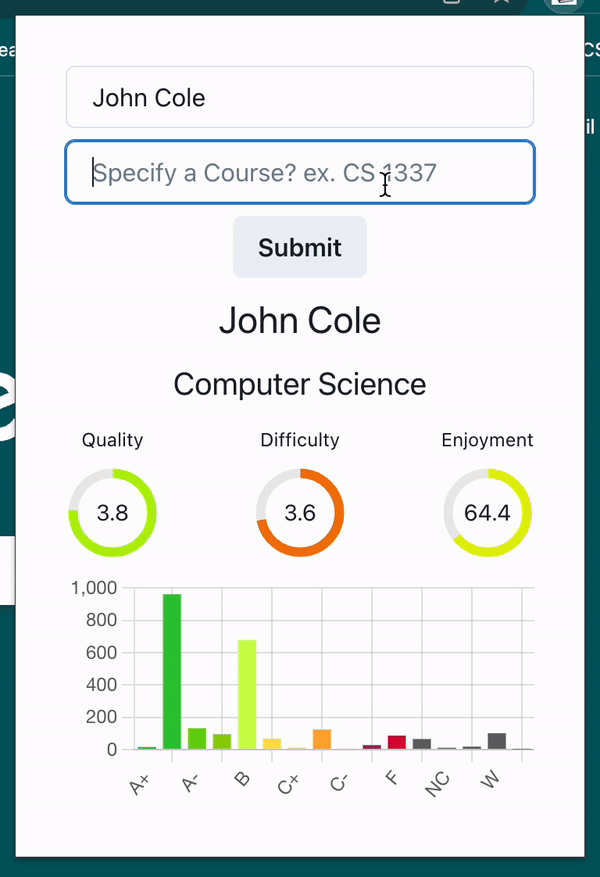 John Cole
Specify a Course? ex. CS 1337
Submit
John Cole
Computer Science
Quality Difficulty Enjoyment
3.8 3.6 64.4
1,000
800
600
400
200
0
A+ A- B C+ C- F NC W